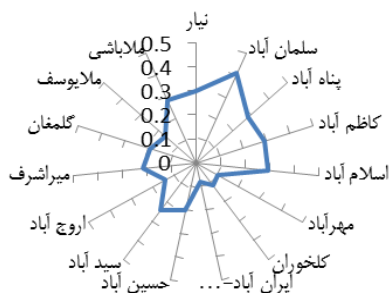 نیار
سلمان آباد
پناه آباد
کاظم آباد
اسلام آباد
مهرآباد
کلخوران
ایران آباد-...
حسین آباد
سید آباد
اروج آباد
میراشرف
گلمغان
ملایوسف
ملاباشی
0.5
0.4
0.3
0.2
0.1
0